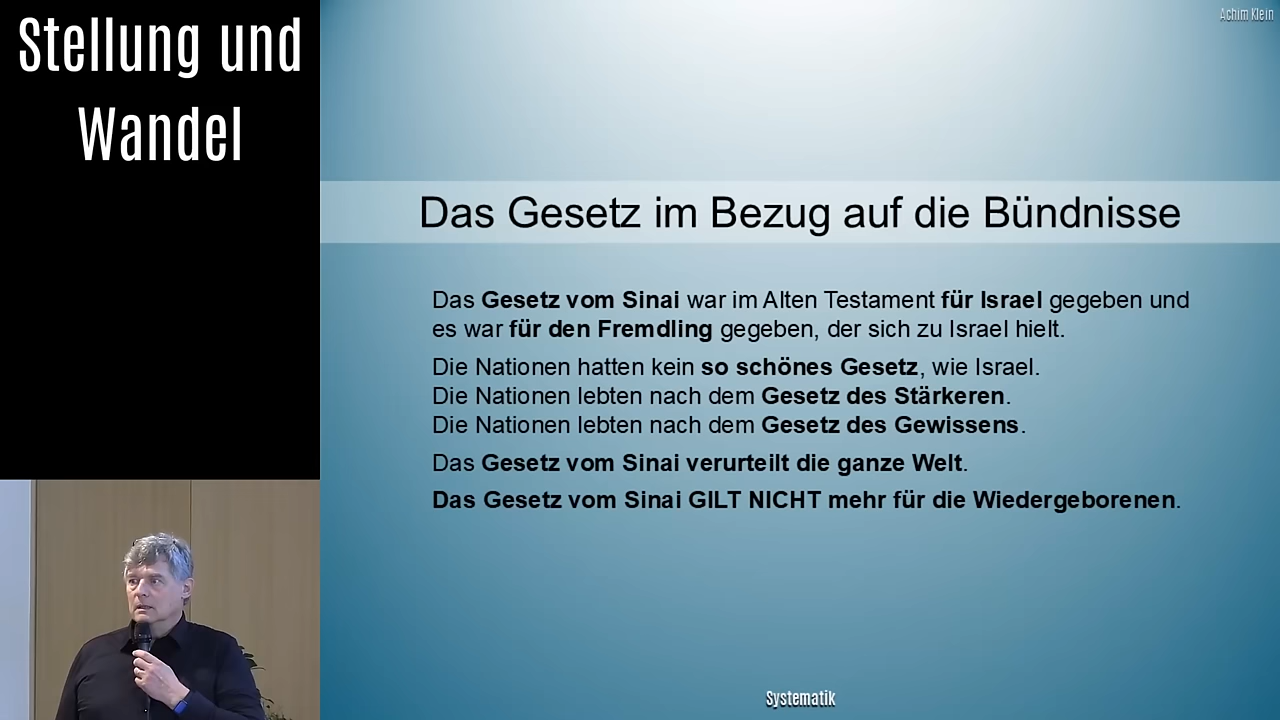 Stellung und
Wandel
Achim Klein
Das Gesetz im Bezug auf die Bündnisse
Das Gesetz vom Sinai war im Alten Testament für Israel gegeben und
es war für den Fremdling gegeben, der sich zu Israel hielt.
Die Nationen hatten kein so schönes Gesetz, wie Israel.
Die Nationen lebten nach dem Gesetz des Stärkeren.
Die Nationen lebten nach dem Gesetz des Gewissens.
Das Gesetz vom Sinai verurteilt die ganze Welt.
Das Gesetz vom Sinai GILT NICHT mehr für die Wiedergeborenen.
Systematik